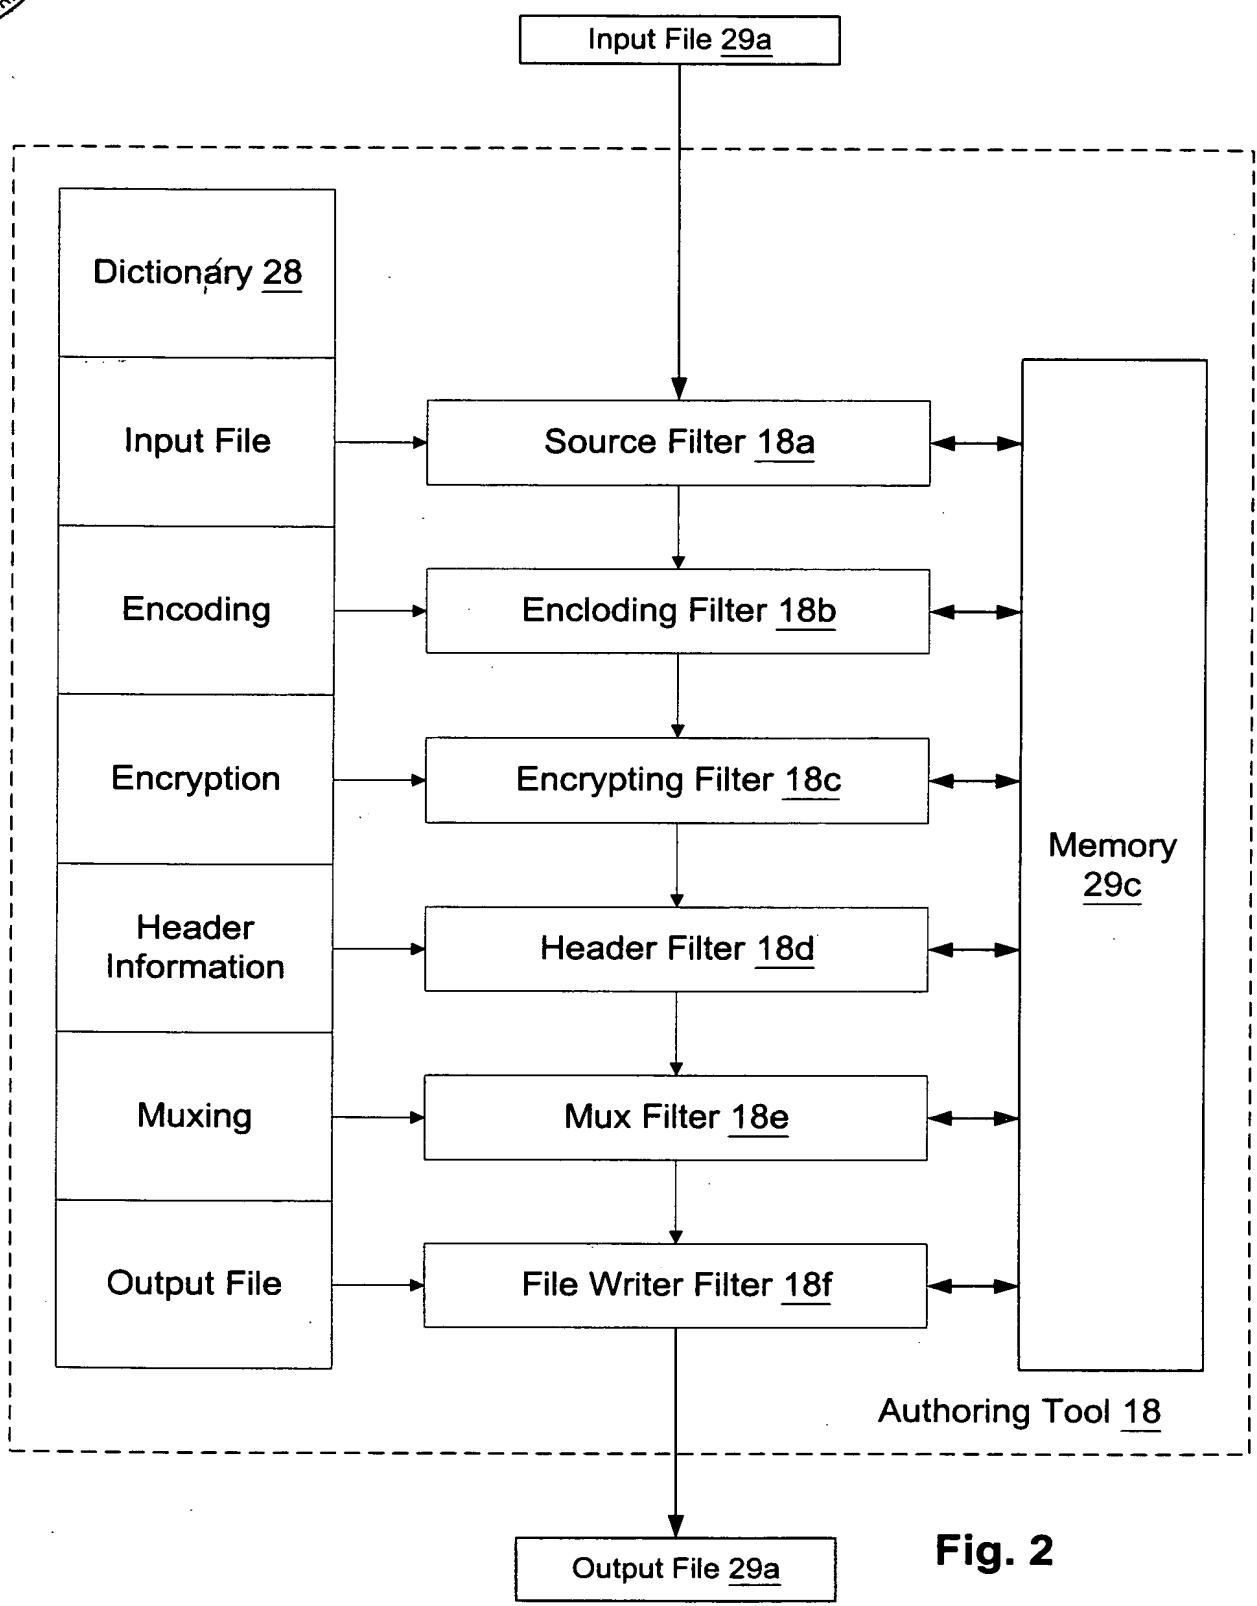 Input File 29a
Dictionary 28
Input File
Source Filter 18a
Encoding
Encloding Filter 18b
Encryption
Encrypting Filter 18c
Memory
29c
Header
Information
Header Filter 18d
Muxing
Mux Filter 18e
Output File
File Writer Filter 18f
Authoring Tool 18
Output File 29a
Fig. 2